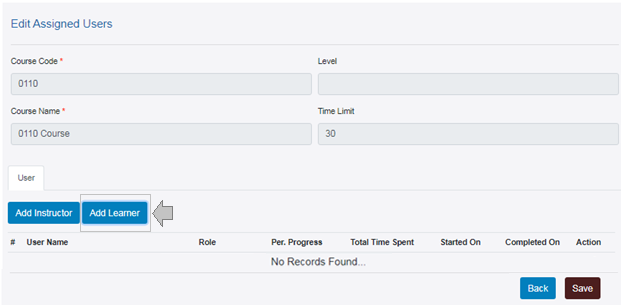 Edit Assigned Users
Course Code * Level
0110
Course Name * Time Limit
0110 Course 30
User
Add Instructor Add Learner
# User Name Role Per. Progress Total Time Spent Started On Completed On Action
No Records Found...
Back Save